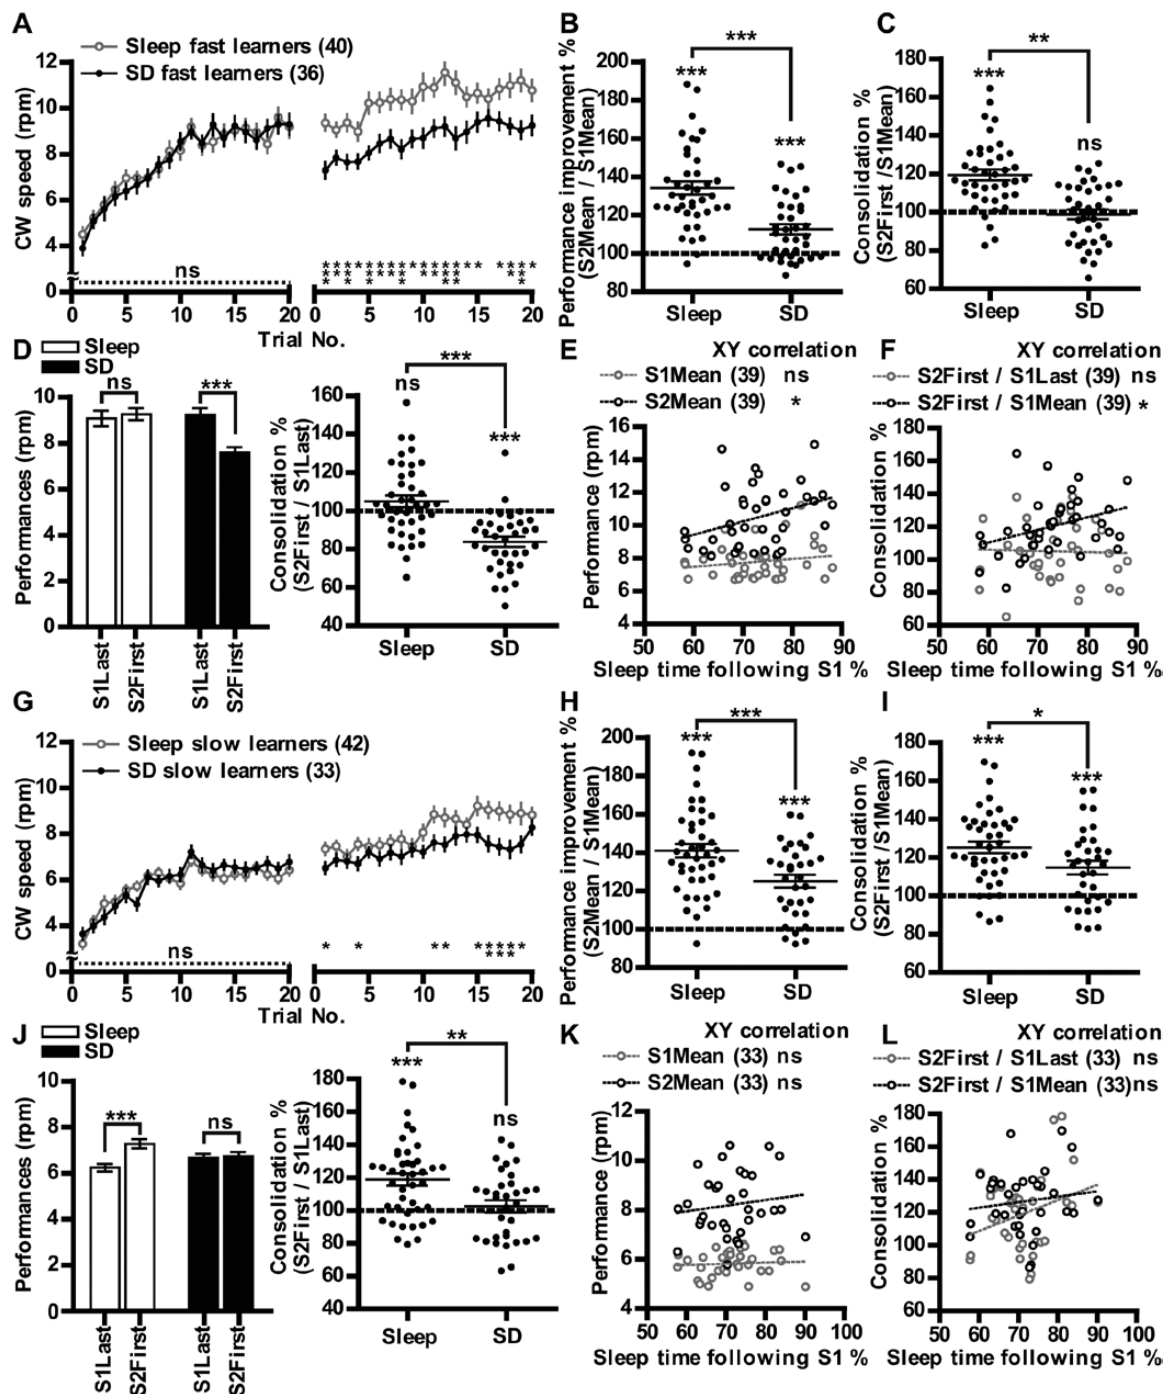 A
Sleep fast learners (40)
SD fast learners (36)
CW speed (rpm)
12
10
8
6
4
0
ns
0 5 10 15 20 0 5 10 15 20
Trial No.
B
Performance improvement %
(S2Mean / S1Mean)
***
***
***
200
180
160
140
120
100
80
Sleep SD
C
Consolidation %
(S2First /S1Mean)
**
***
ns
180
160
140
120
100
80
60
Sleep SD
D
Sleep
SD
Performances (rpm)
10
8
6
4
2
0
ns
***
S1Last
S2First
S1Last
S2First
Consolidation %
(S2First / S1Last)
***
ns
***
160
140
120
100
80
60
40
Sleep SD
E
XY correlation
S1Mean (39) ns
S2Mean (39) *
Performance (rpm)
16
14
12
10
8
6
4
50 60 70 80 90
Sleep time following S1 %
F
XY correlation
S2First / S1Last (39) ns
S2First / S1Mean (39) *
Consolidation %
180
160
140
120
100
80
60
50 60 70 80 90
Sleep time following S1 %
G
Sleep slow learners (42)
SD slow learners (33)
CW speed (rpm)
12
10
8
6
4
0
ns
0 5 10 15 20 0 5 10 15 20
Trial No.
H
Performance improvement %
(S2Mean / S1Mean)
***
***
***
200
180
160
140
120
100
80
Sleep SD
I
Consolidation %
(S2First / S1Mean)
*
***
***
180
160
140
120
100
80
60
Sleep SD
J
Sleep
SD
Performances (rpm)
10
8
6
4
2
0
***
ns
S1Last
S2First
S1Last
S2First
Consolidation %
(S2First / S1Last)
**
***
ns
180
160
140
120
100
80
60
40
Sleep SD
K
XY correlation
S1Mean (33) ns
S2Mean (33) ns
Performance (rpm)
12
10
8
6
4
50 60 70 80 90 100
Sleep time following S1 %
L
XY correlation
S2First / S1Last (33) ns
S2First / S1Mean (33) ns
Consolidation %
180
160
140
120
100
80
60
50 60 70 80 90 100
Sleep time following S1 %